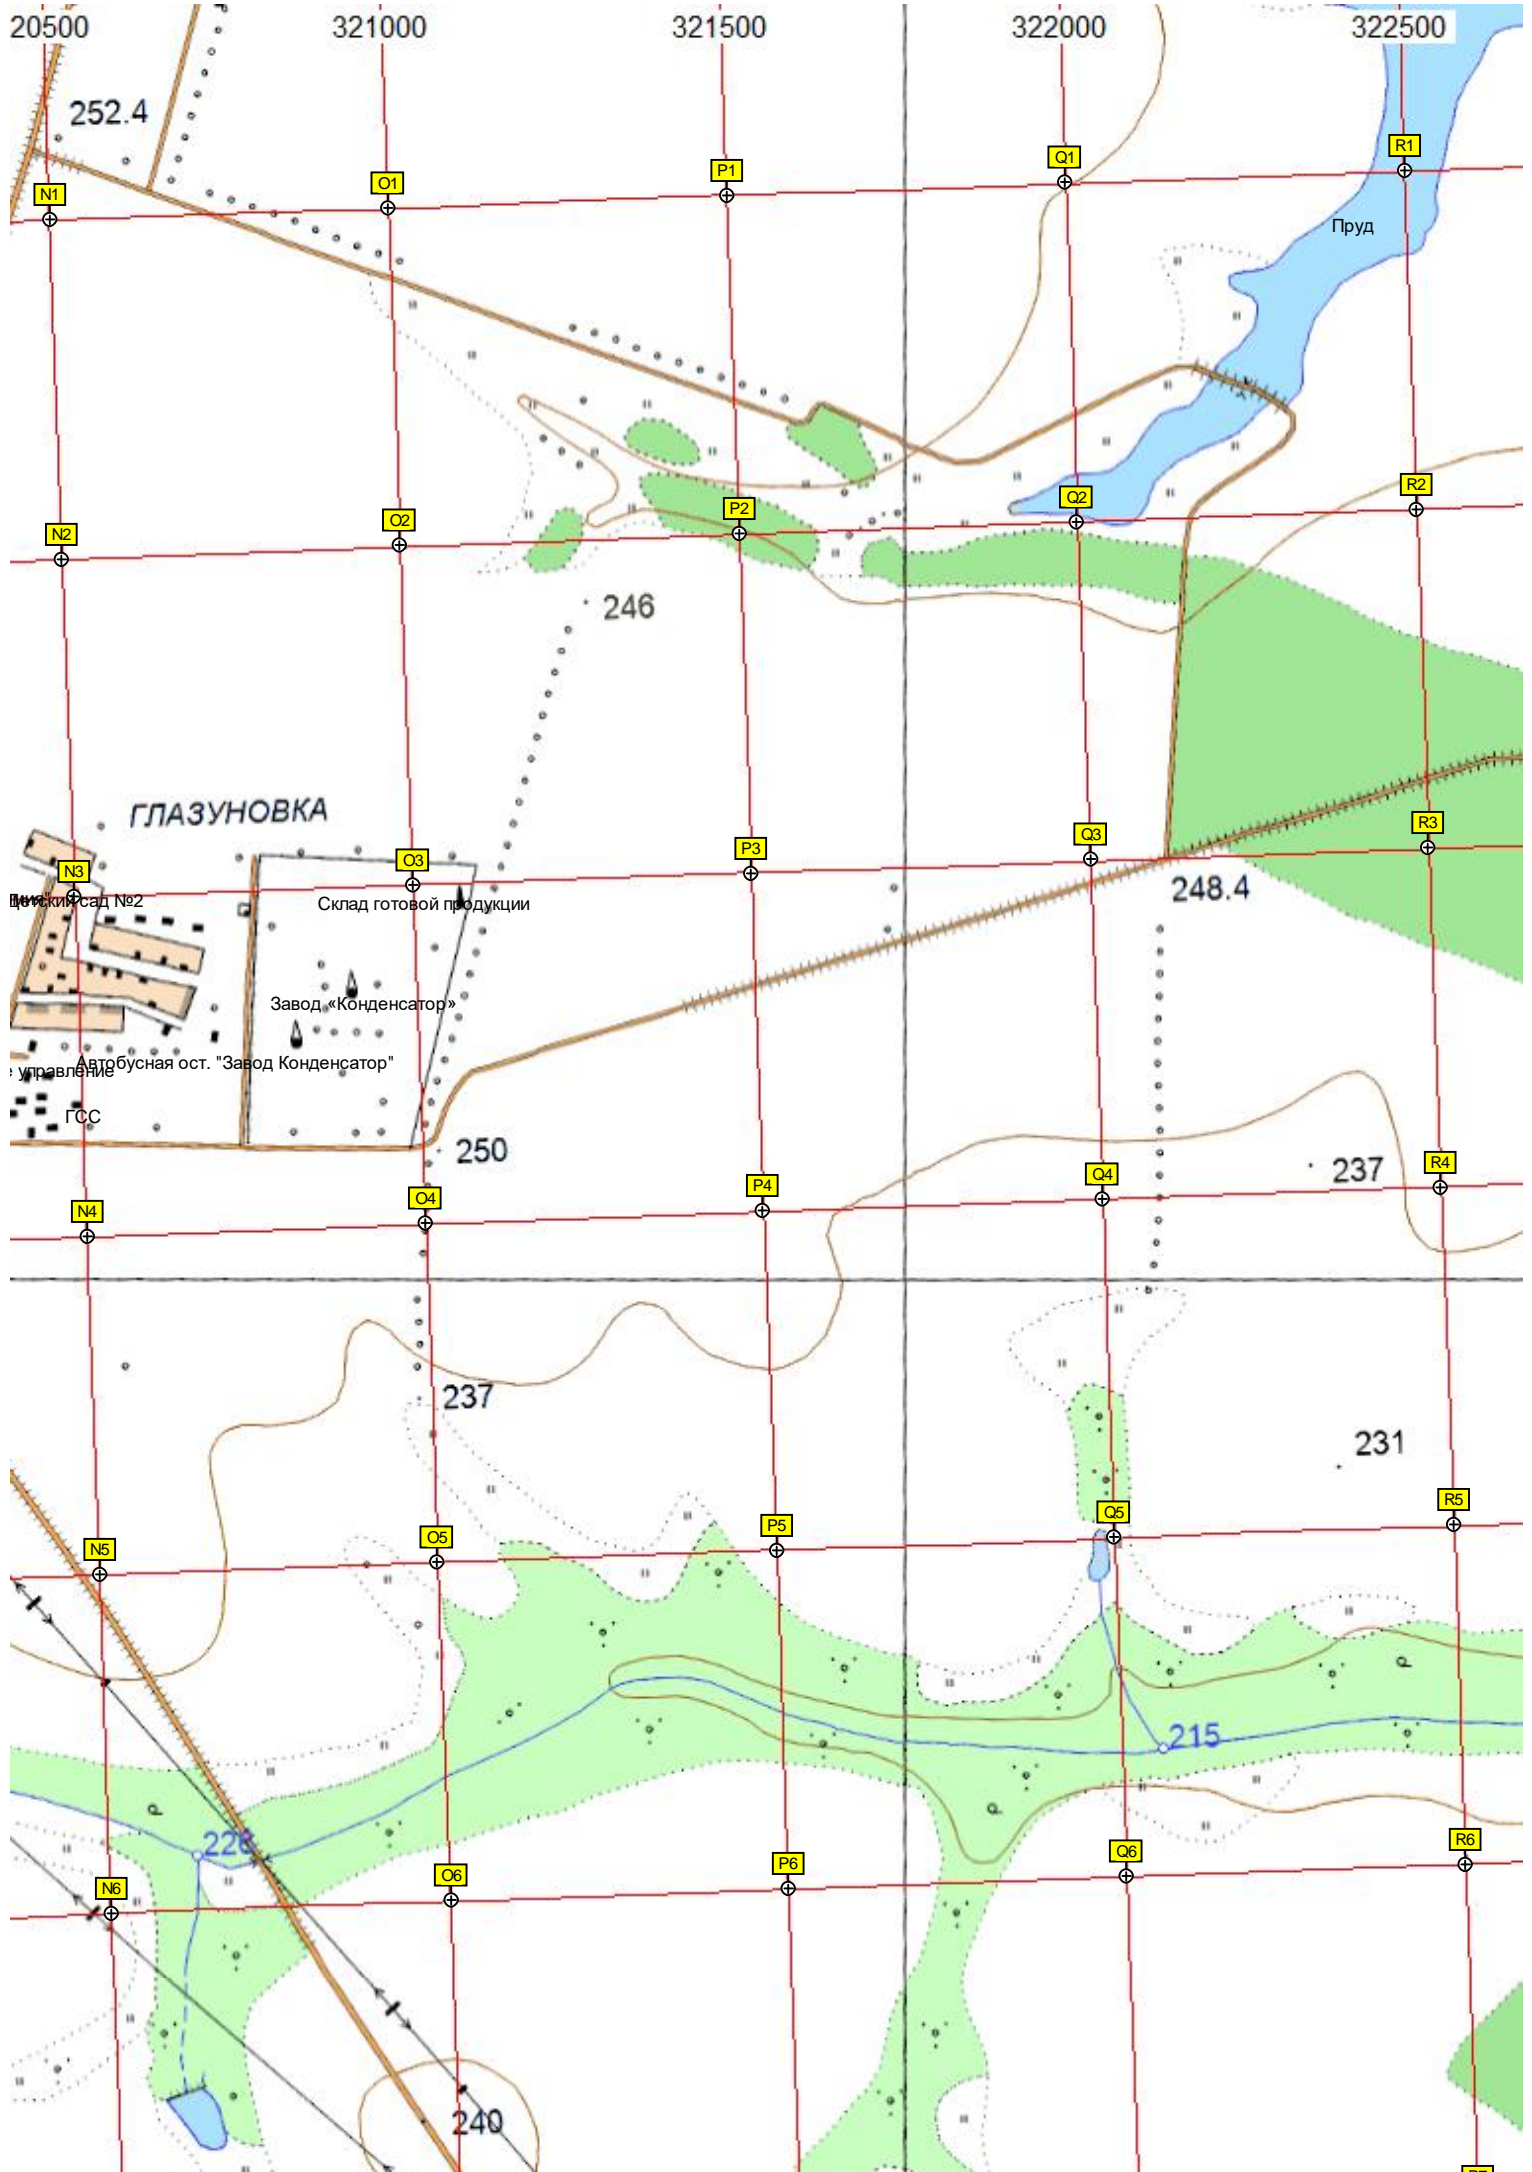 20500 321000 321500 322000 322500
252.4
N1 O1 P1 Q1 R1
Пруд
N2 O2 P2 Q2 R2
246
ГЛАЗУНОВКА
N3 O3 P3 Q3 R3
сад №2
Склад готовой продукции
248.4
Завод «Конденсатор»
Автобусная ост. "Завод Конденсатор"
управление
ГСС
250
237
N4 O4 P4 Q4 R4
237
231
N5 O5 P5 Q5 R5
215
N6 O6 P6 Q6 R6
240